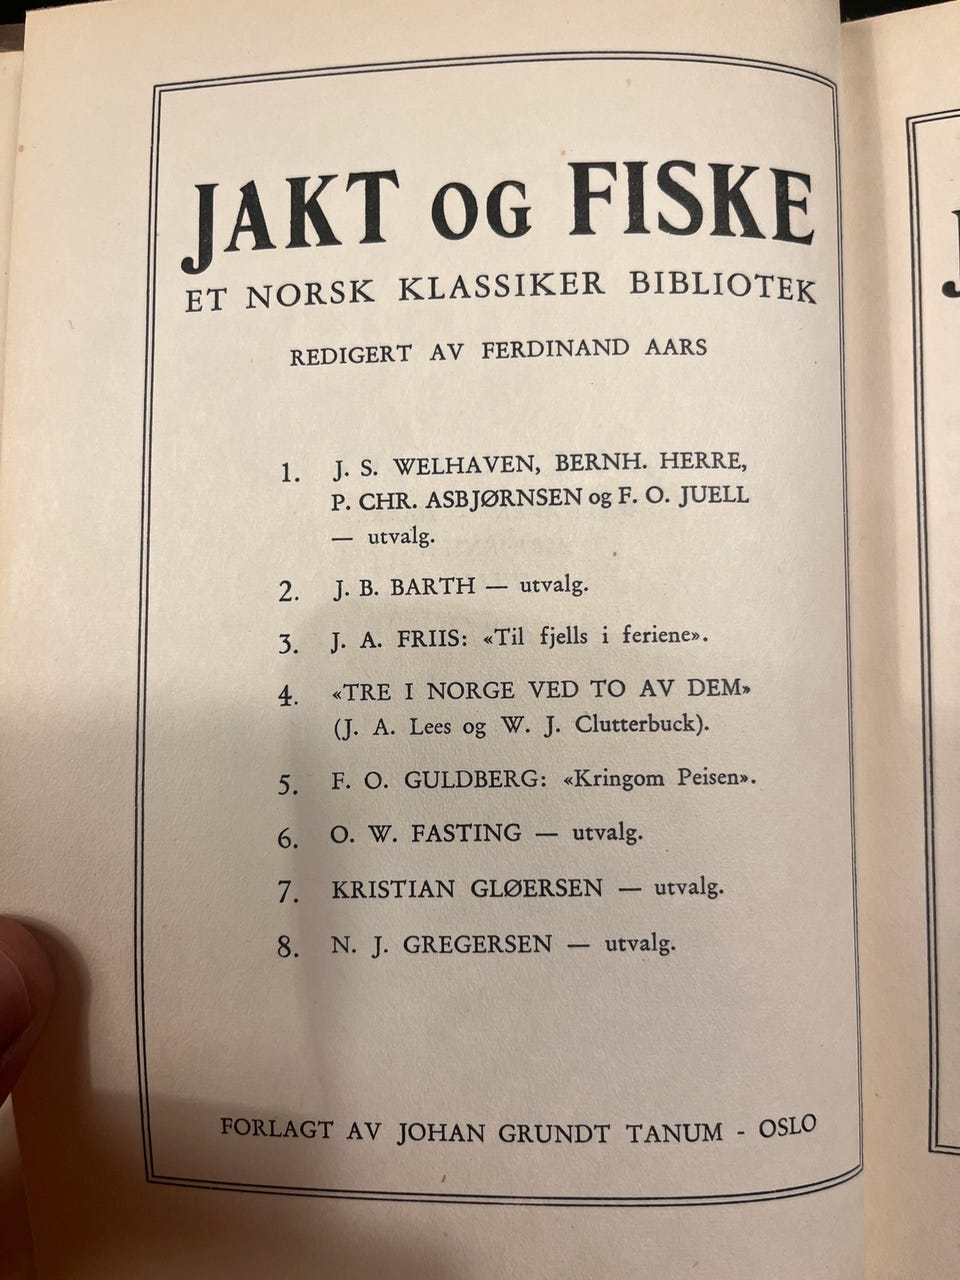 JAKT OG FISKE
ET NORSK KLASSIKER BIBLIOTEK
REDIGERT AV FERDINAND AARS
1. J. S. WELHAVEN, BERNH. HERRE,
P. CHR. ASBJØRNSEN og F. O. JUELL
— utvalg.
2. J. B. BARTH — utvalg.
3. J. A. FRIIS: «Til fjells i feriene».
4. «TRE I NORGE VED TO AV DEM»
(J. A. Lees og W. J. Clutterbuck).
5. F. O. GULDBERG: «Kringom Peisen».
6. O. W. FASTING — utvalg.
7. KRISTIAN GLØERSEN — utvalg.
8. N. J. GREGERSEN — utvalg.
FORLAGT AV JOHAN GRUNDT TANUM - OSLO